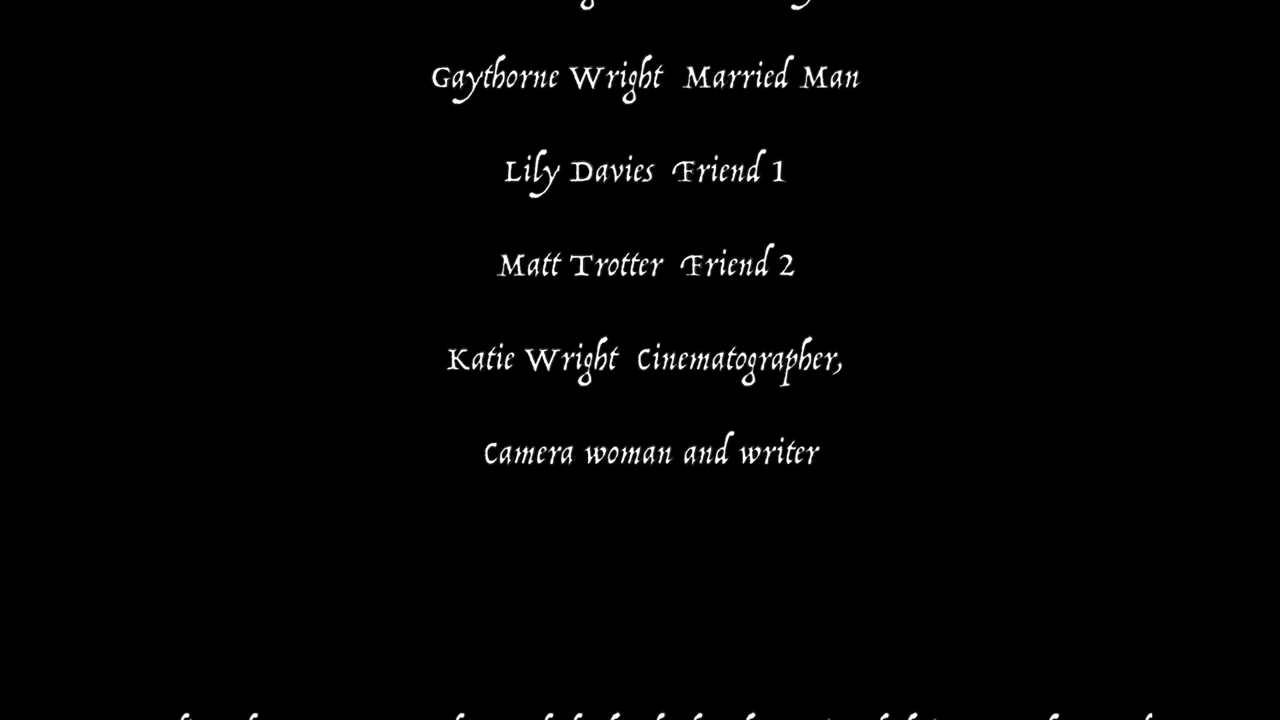 Gaythorne Wright  Married Man
Lily Davies  Friend 1
Matt Trotter  Friend 2
Katie Wright  Cinematographer,
Camera woman and writer